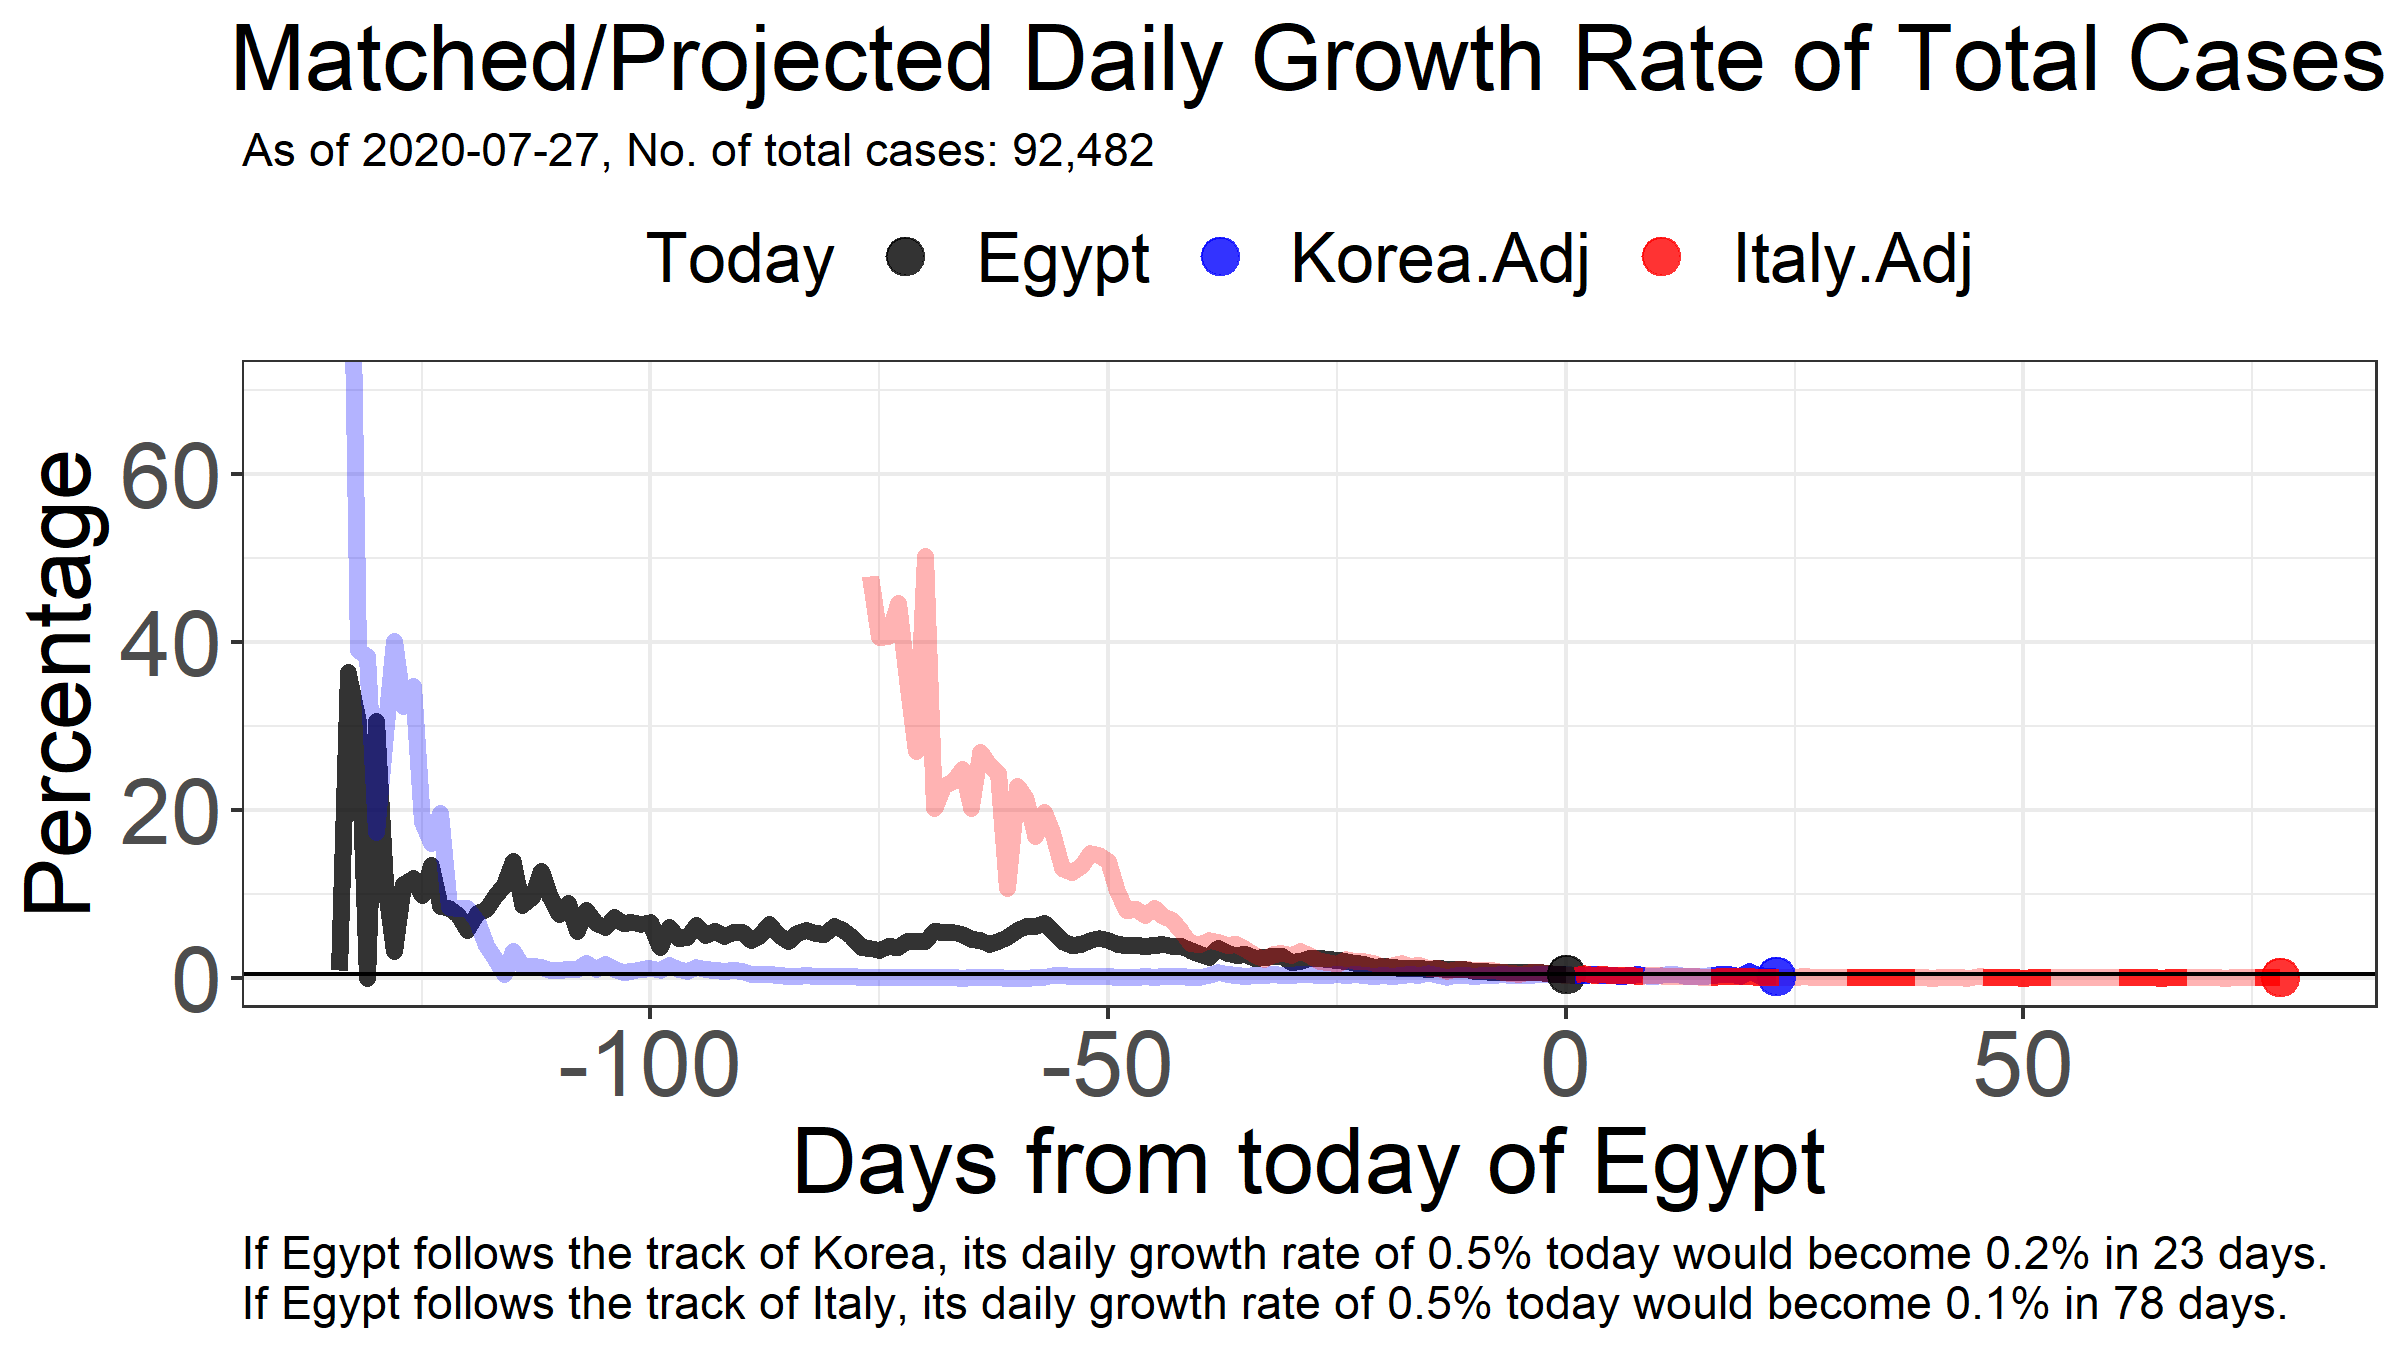 Matched/Projected Daily Growth Rate of Total Cases
As of 2020-07-27, No. of total cases: 92,482
Today Egypt Korea.Adj Italy.Adj
Percentage
60
40
20
0
-100 -50 0 50
Days from today of Egypt
If Egypt follows the track of Korea, its daily growth rate of 0.5% today would become 0.2% in 23 days.
If Egypt follows the track of Italy, its daily growth rate of 0.5% today would become 0.1% in 78 days.